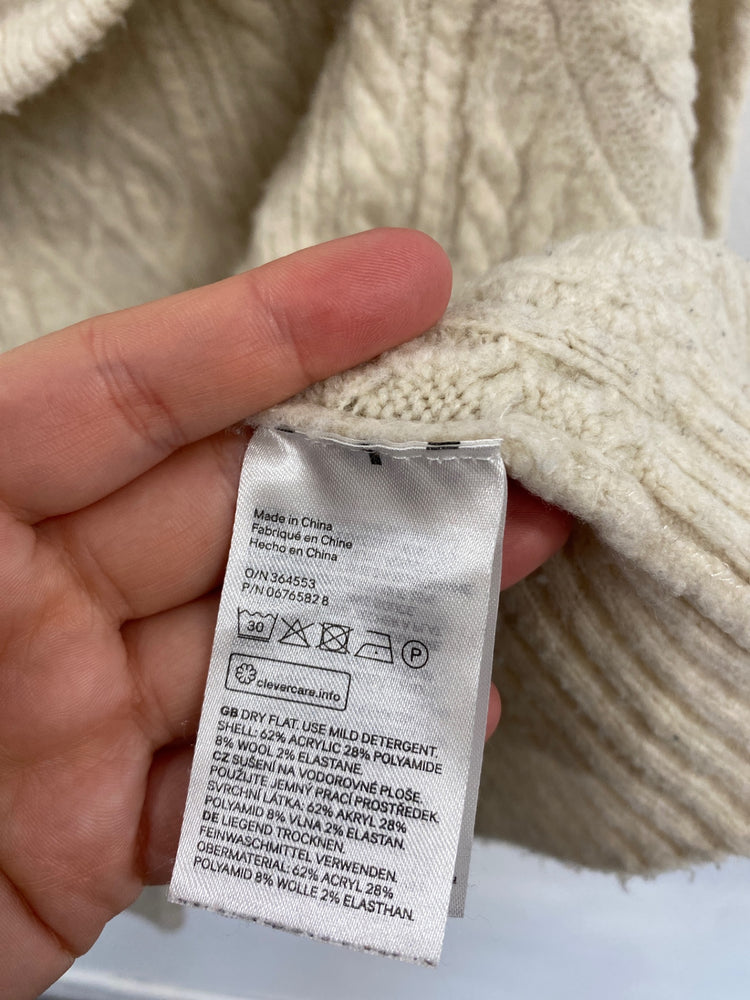 Made in China
Fabriqué en Chine
Hecho en China
O/N 364553
P/N 0676582 8
30
P
clevercare.info
GB DRY FLAT. USE MILD DETERGENT.
SHELL: 62% ACRYLIC 28% POLYAMIDE
8% WOOL 2% ELASTANE.
CZ SUŠENÍ NA VODOROVNÉ PLOŠE.
POUŽIJTE JEMNÝ PRACÍ PROSTŘEDEK.
SVRCHNÍ LÁTKA: 62% AKRYL 28%
POLYAMID 8% VLNA 2% ELASTAN.
DE LIEGEND TROCKNEN.
FEINWASCHMITTEL VERWENDEN.
OBERMATERIAL: 62% ACRYL 28%
POLYAMID 8% WOLLE 2% ELASTHAN.